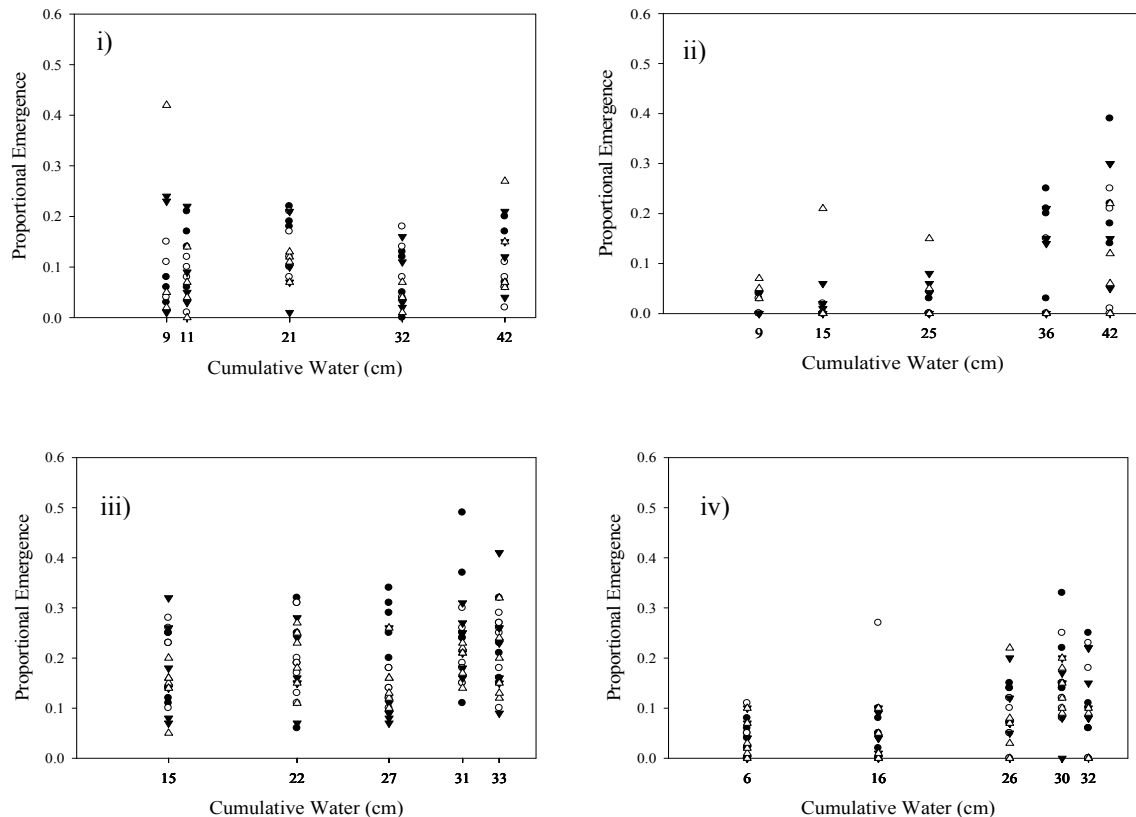 i)
0.6
0.5
0.4
0.3
0.2
0.1
0.0
Proportional Emergence
9 11 21 32 42
Cumulative Water (cm)
ii)
0.6
0.5
0.4
0.3
0.2
0.1
0.0
Proportional Emergence
9 15 25 36 42
Cumulative Water (cm)
iii)
0.6
0.5
0.4
0.3
0.2
0.1
0.0
Proportional Emergence
15 22 27 31 33
Cumulative Water (cm)
iv)
0.6
0.5
0.4
0.3
0.2
0.1
0.0
Proportional Emergence
6 16 26 30 32
Cumulative Water (cm)